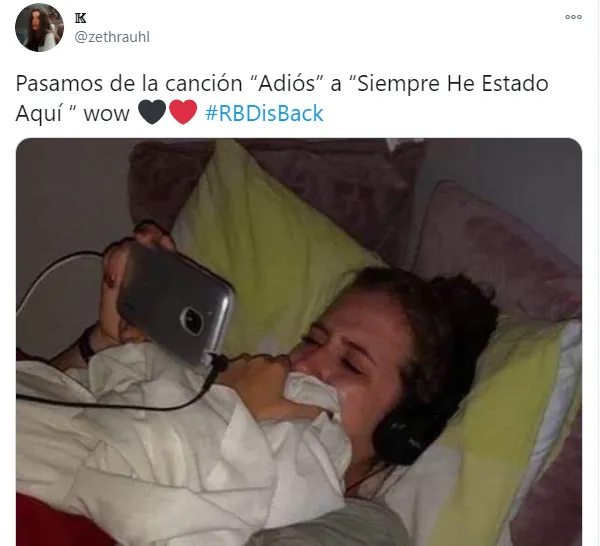 𝕂
@zethrauhl
Pasamos de la canción “Adiós” a “Siempre He Estado
Aquí “ wow 🖤❤️ #RBDisBack